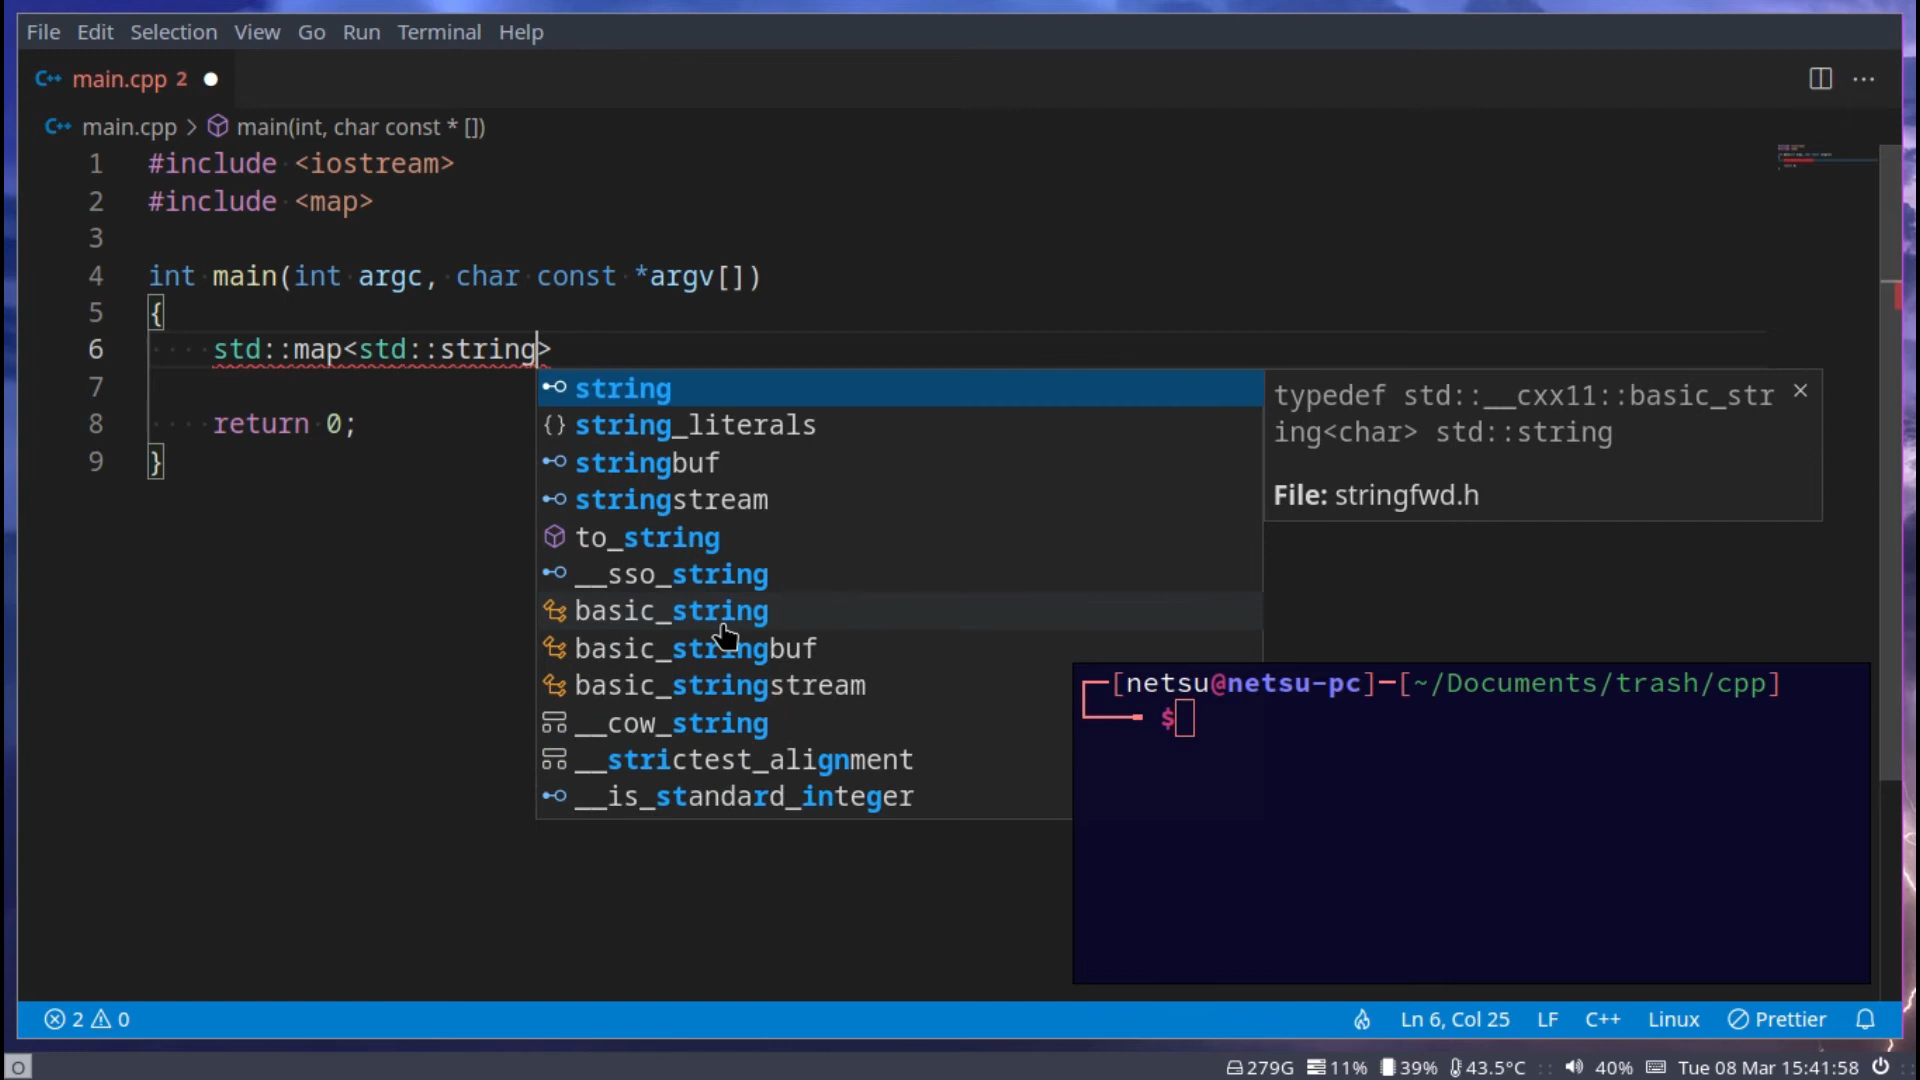 File Edit Selection View Go Run Terminal Help
C++ main.cpp 2
C++ main.cpp > main(int, char const * [])
1 #include <iostream>
2 #include <map>
3
4 int main(int argc, char const *argv[])
5 {
6 std::map<std::string>
7
8 return 0;
9 }
string
{} string_literals
stringbuf
stringstream
to_string
__sso_string
basic_string
basic_stringbuf
basic_stringstream
__cow_string
__strictest_alignment
__is_standard_integer
typedef std::__cxx11::basic_str
ing<char> std::string
File: stringfwd.h
[netsu@netsu-pc]-[~/Documents/trash/cpp]
$
2 0 Ln 6, Col 25 LF C++ Linux Prettier
279G 11% 39% 43.5°C :: 40% Tue 08 Mar 15:41:58